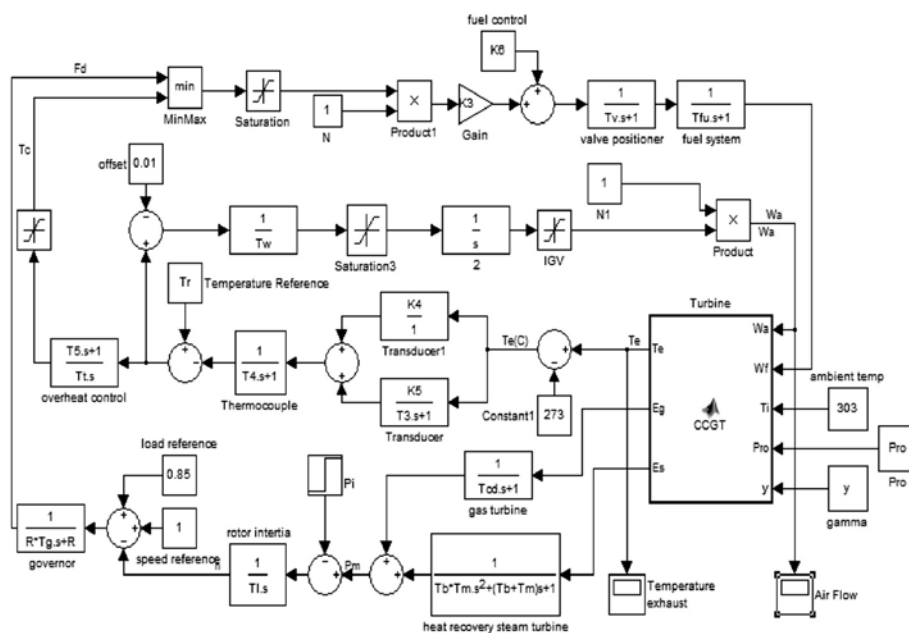 fuel control
K6
Fd
min
MinMax
Saturation
1
N
×
Product1
K3
Gain
1
Tv.s+1
valve positioner
1
Tfu.s+1
fuel system
Tc
offset
0.01
1
Tw
Saturation3
1
s
2
IGV
1
N1
×
Product
Wa
Wa
Tr
Temperature Reference
T5.s+1
Tt.s
overheat control
1
T4.s+1
Thermocouple
K4
1
Transducer1
K5
T3.s+1
Transducer
Te(C)
Te
Constant1
273
Turbine
Wa
Te
Wf
Eg
Ti
CCGT
Pro
Es
y
ambient temp
303
Pro
Pro
y
gamma
load reference
0.85
1
R*Tg.s+R
governor
1
speed reference
n
rotor intertia
1
Tl.s
Pi
Pm
1
Tcd.s+1
gas turbine
1
Tb*Tm.s²+(Tb+Tm)s+1
heat recovery steam turbine
Temperature
exhaust
Air Flow